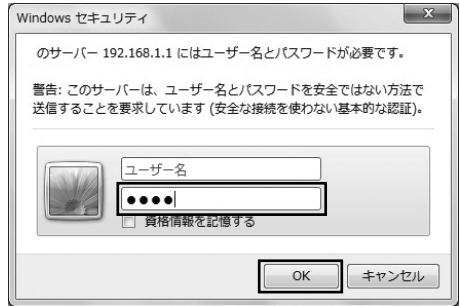 Windows セキュリティ
のサーバー 192.168.1.1 にはユーザー名とパスワードが必要です。
警告: このサーバーは、ユーザー名とパスワードを安全ではない方法で
送信することを要求しています (安全な接続を使わない基本的な認証)。
ユーザー名
●●●●
資格情報を記憶する
OK
キャンセル